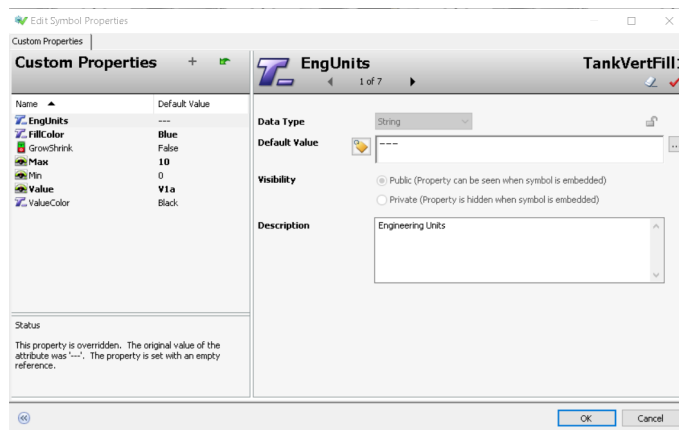 Edit Symbol Properties
Custom Properties
Custom Properties
EngUnits
TankVertFill
1 of 7
Name
Default Value
EngUnits
---
FillColor
Blue
GrowShrink
False
Max
10
Min
0
Value
V1a
ValueColor
Black
Data Type
String
Default Value
---
..
Visibility
Public (Property can be seen when symbol is embedded)
Private (Property is hidden when symbol is embedded)
Description
Engineering Units
Status
This property is overridden. The original value of the
attribute was '---'. The property is set with an empty
reference.
OK
Cancel